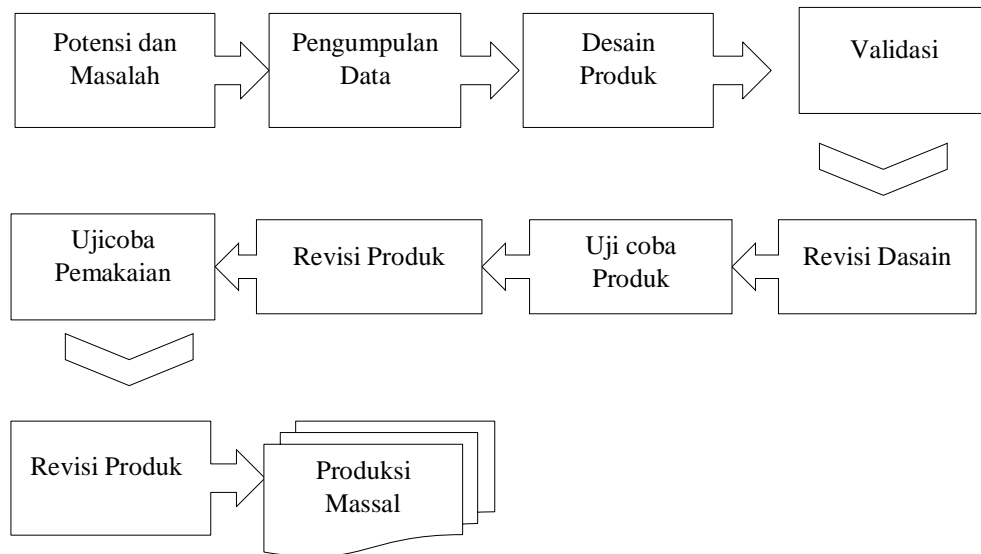 Potensi dan
Masalah
Pengumpulan
Data
Desain
Produk
Validasi
Ujicoba
Pemakaian
Revisi Produk
Uji coba
Produk
Revisi Dasain
Revisi Produk
Produksi
Massal